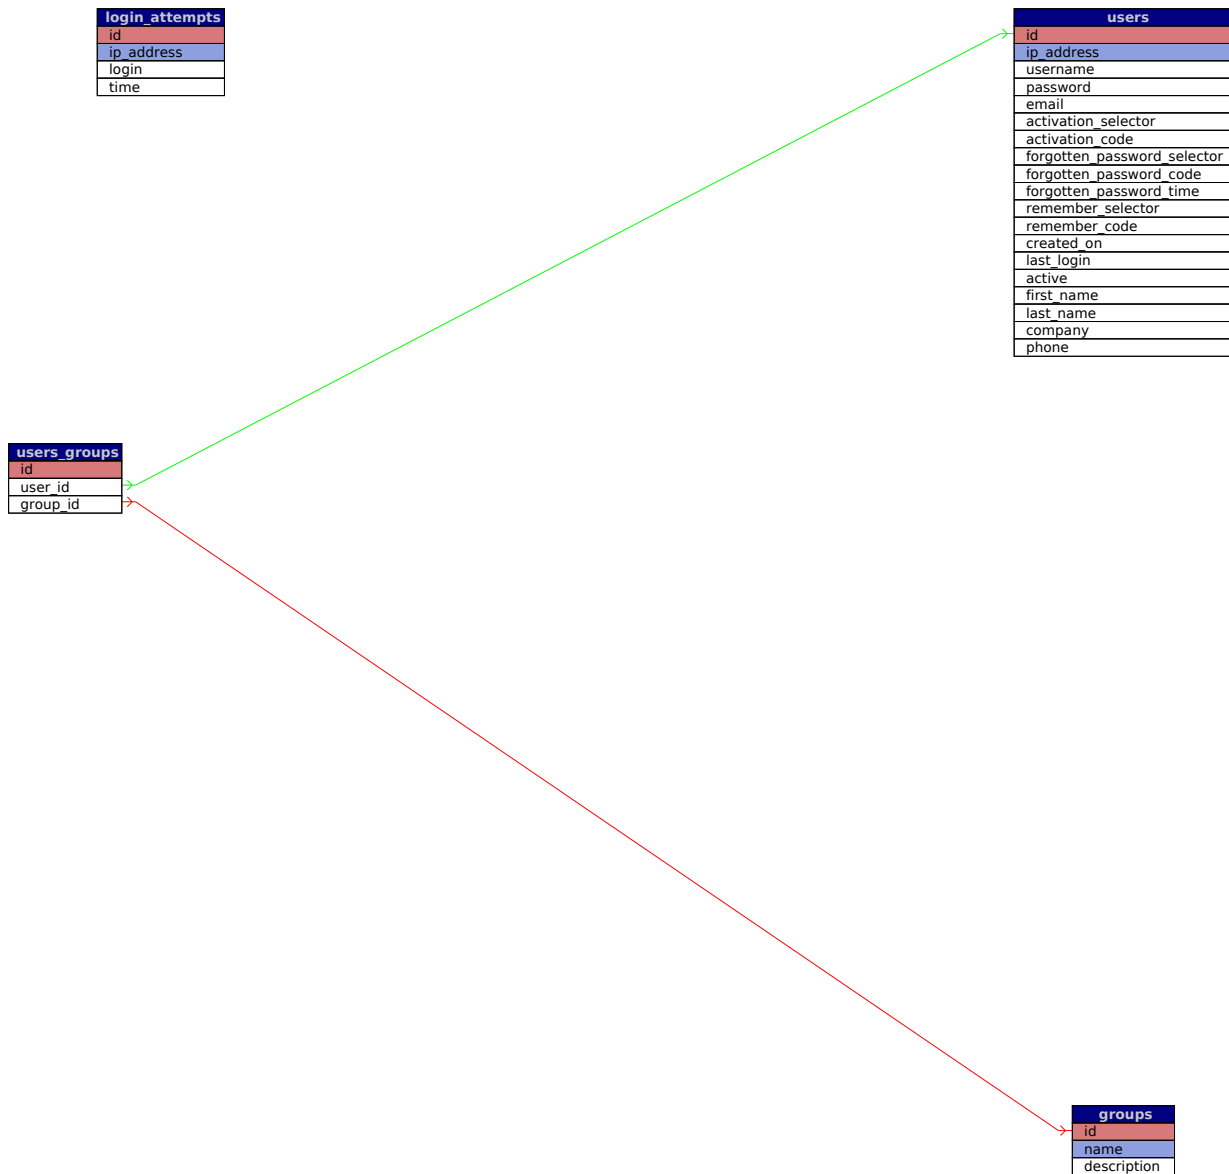 login_attempts
id
ip_address
login
time
users
id
ip_address
username
password
email
activation_selector
activation_code
forgotten_password_selector
forgotten_password_code
forgotten_password_time
remember_selector
remember_code
created_on
last_login
active
first_name
last_name
company
phone
users_groups
id
user_id
group_id
groups
id
name
description